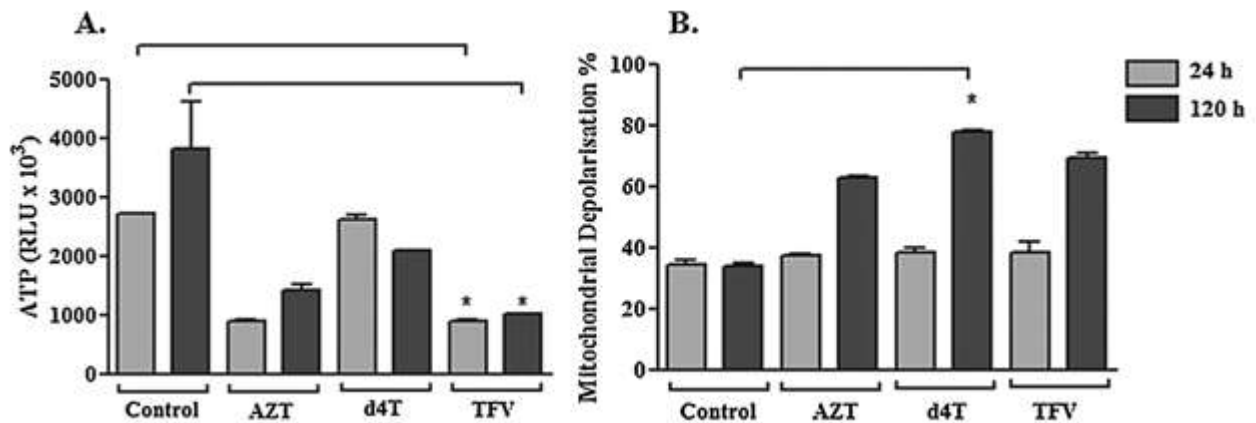 A.
ATP (RLU x 10³)
5000
4000
3000
2000
1000
0
* *
Control AZT d4T TFV
B.
Mitochondrial Depolarisation %
100
80
60
40
20
0
*
Control AZT d4T TFV
24 h
120 h